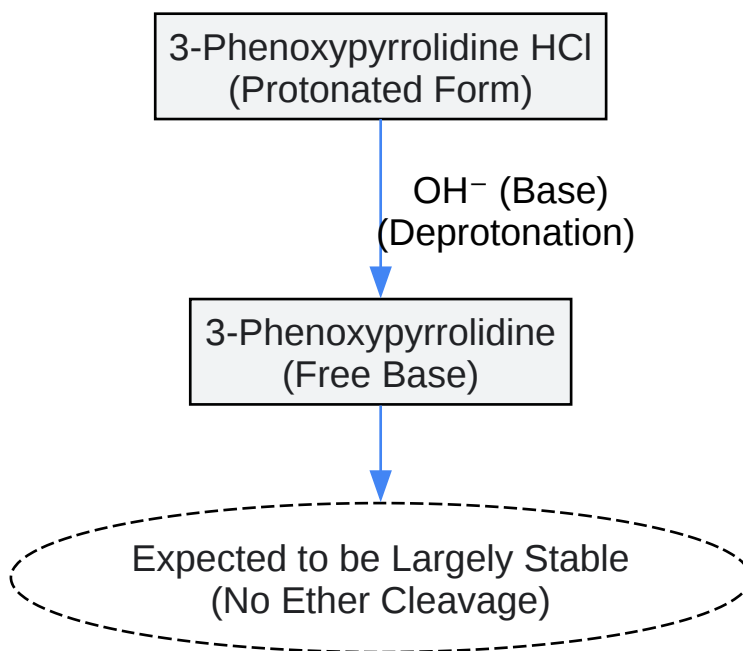 3-Phenoxypyrrolidine HCl
(Protonated Form)
OH⁻ (Base)
(Deprotonation)
3-Phenoxypyrrolidine
(Free Base)
Expected to be Largely Stable
(No Ether Cleavage)